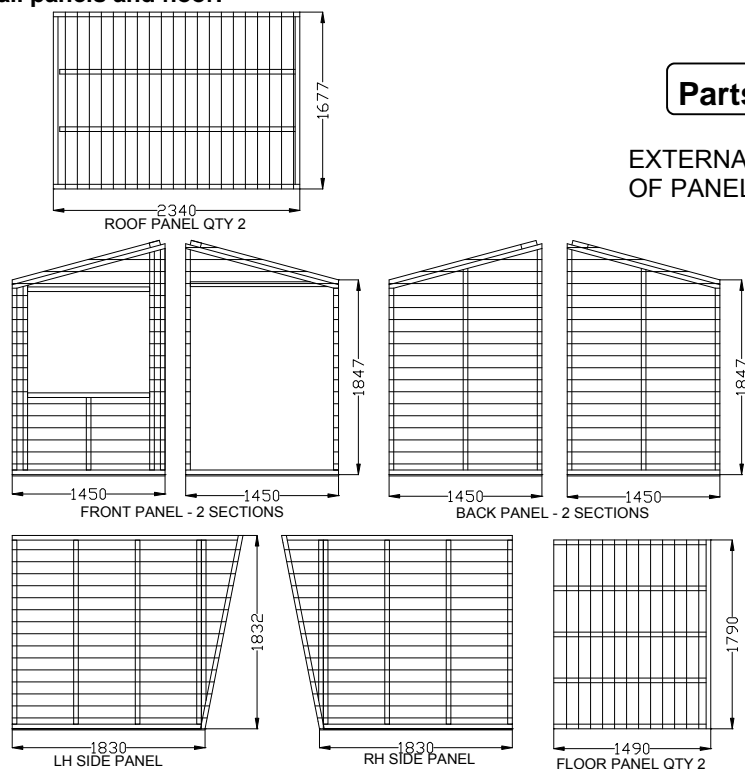 all panels and floor.
Parts
EXTERNA
OF PANEL
1677
2340
ROOF PANEL QTY 2
1847
1847
1450
1450
1450
1450
FRONT PANEL - 2 SECTIONS
BACK PANEL - 2 SECTIONS
1832
1790
1830
1830
1490
LH SIDE PANEL
RH SIDE PANEL
FLOOR PANEL QTY 2